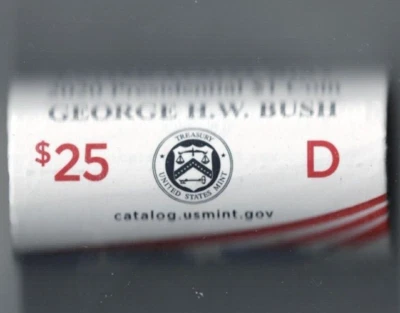 2020 Presidential $1 Coin
GEORGE H.W. BUSH
$25
TREASURY
UNITED STATES MINT
D
catalog.usmint.gov